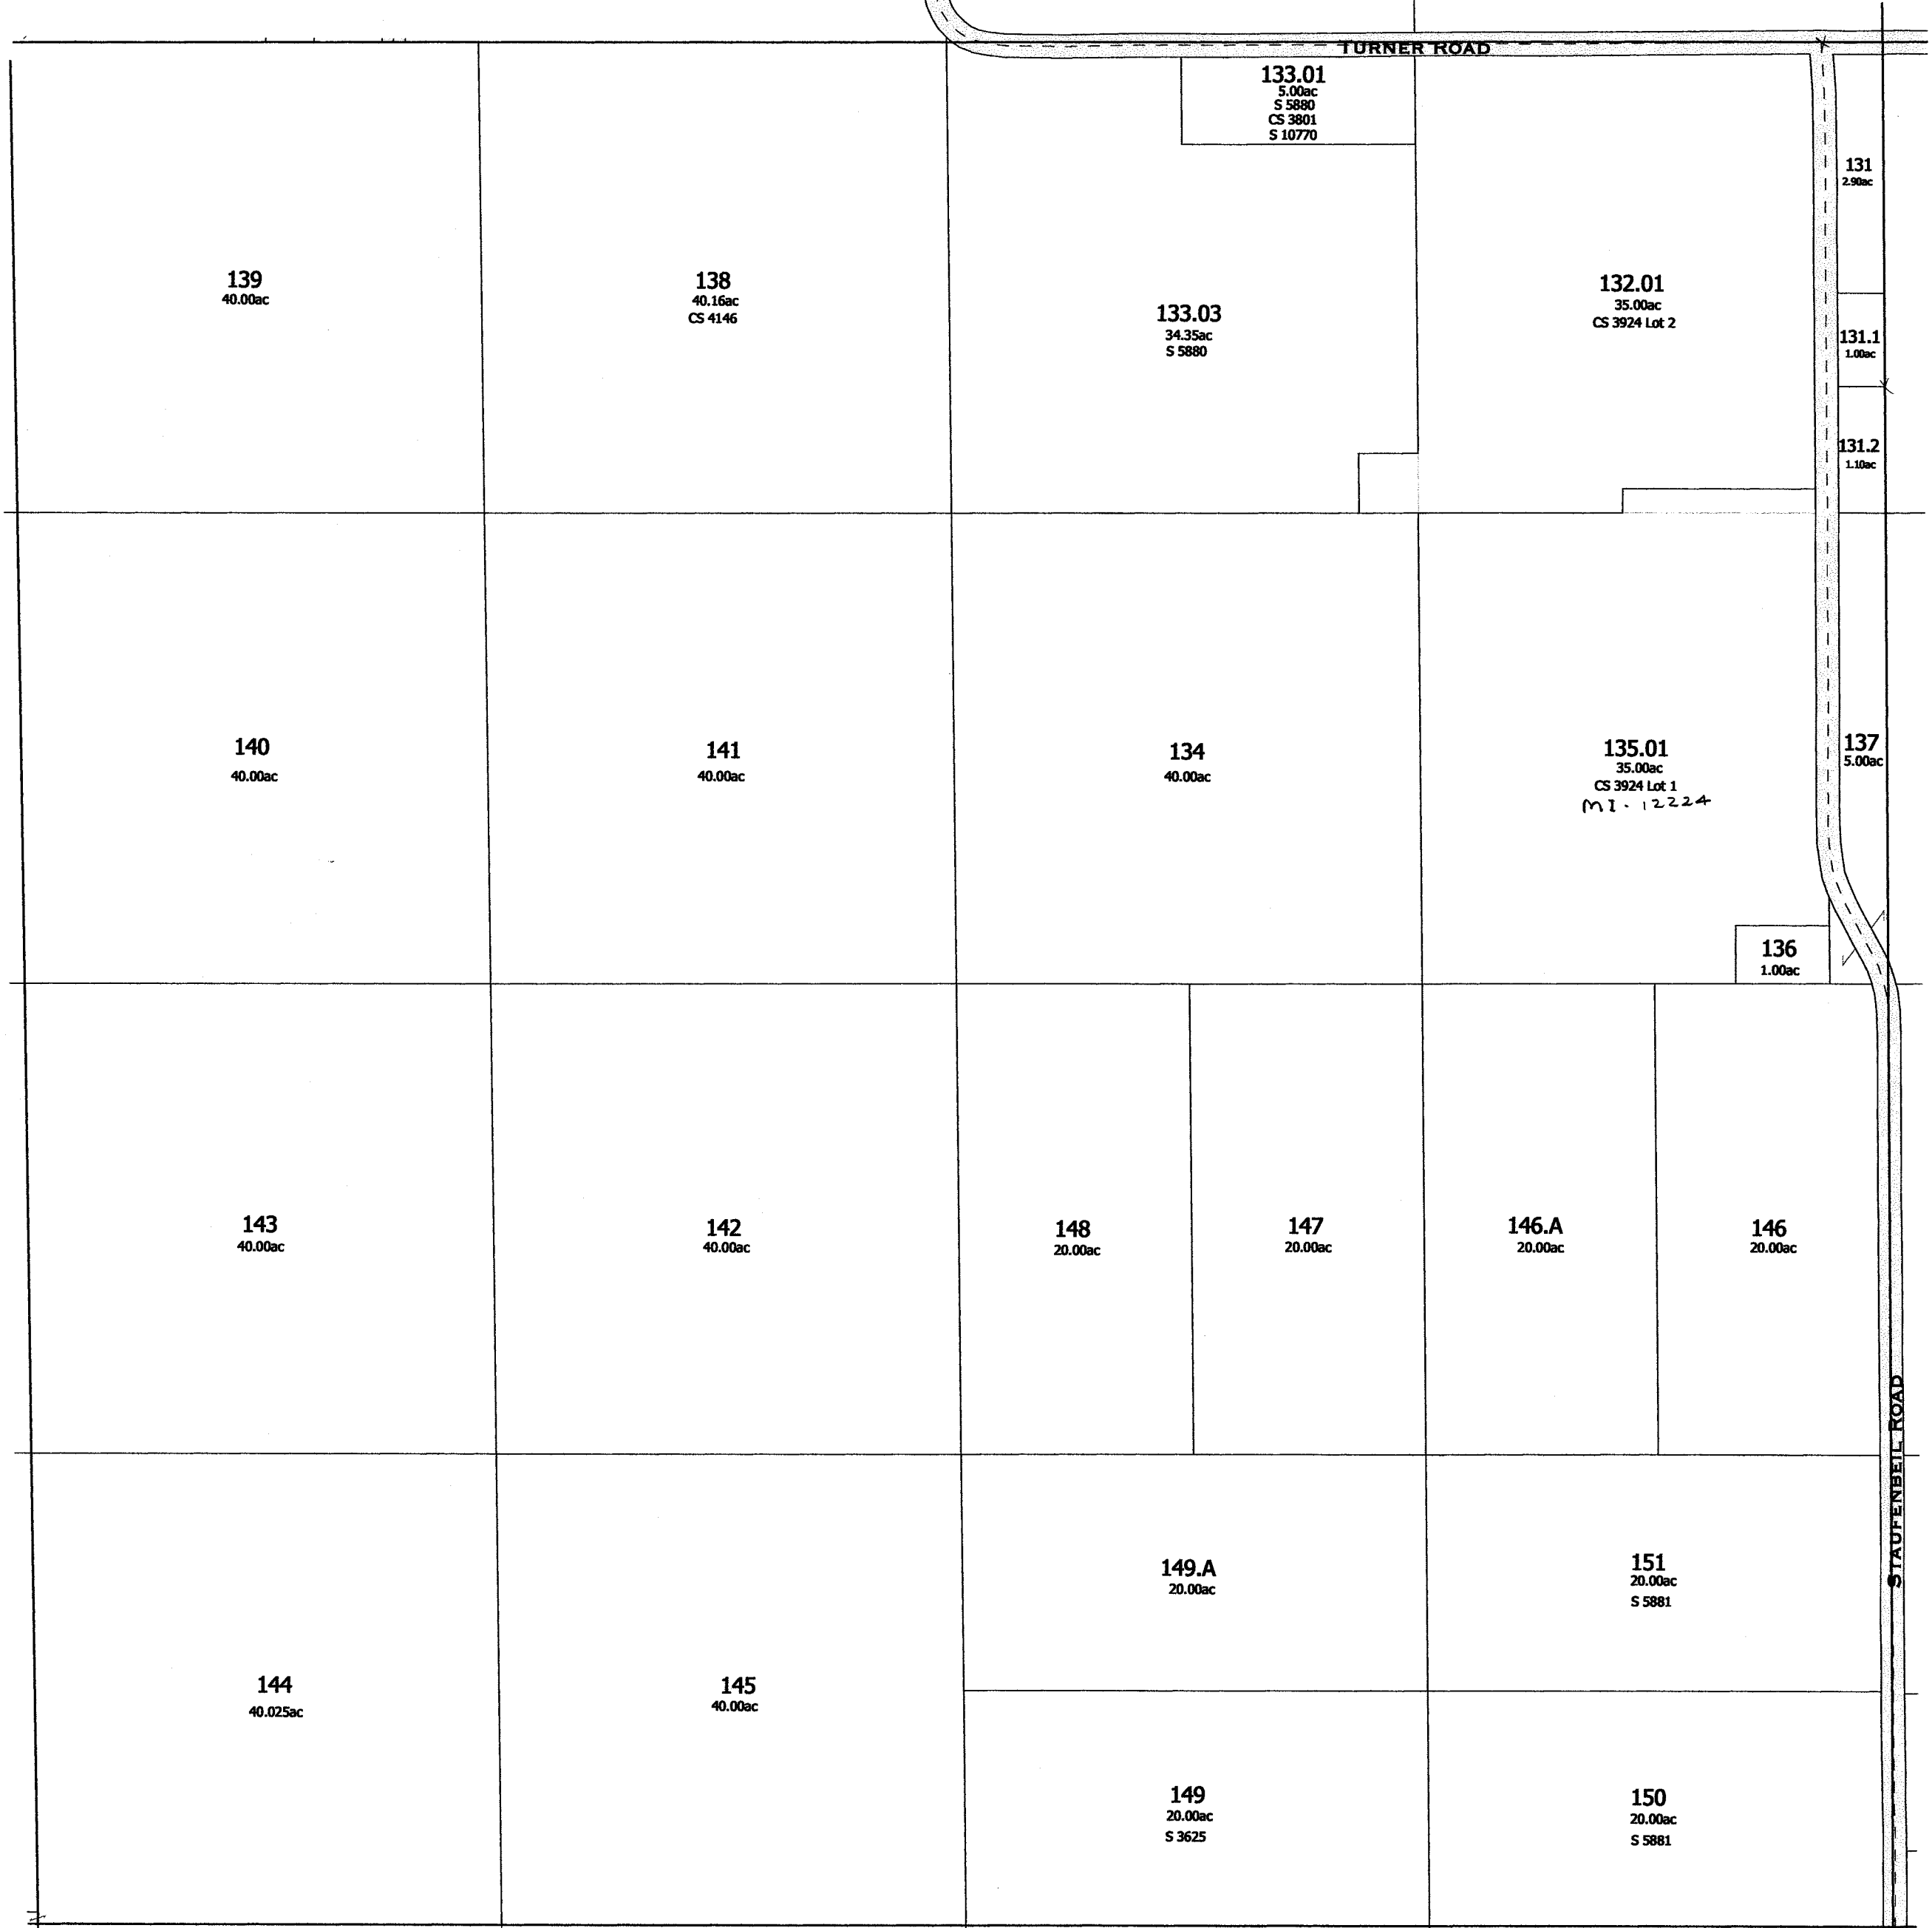 TURNER ROAD
133.01
5.00ac
S 5880
CS 3801
S 10770
131
2.90ac
139
40.00ac
138
40.16ac
CS 4146
133.03
34.35ac
S 5880
132.01
35.00ac
CS 3924 Lot 2
131.1
1.00ac
131.2
1.10ac
140
40.00ac
141
40.00ac
134
40.00ac
135.01
35.00ac
CS 3924 Lot 1
MI. 12224
137
5.00ac
136
1.00ac
143
40.00ac
142
40.00ac
148
20.00ac
147
20.00ac
146.A
20.00ac
146
20.00ac
STAUFENBEIL ROAD
149.A
20.00ac
151
20.00ac
S 5881
144
40.025ac
145
40.00ac
149
20.00ac
S 3625
150
20.00ac
S 5881